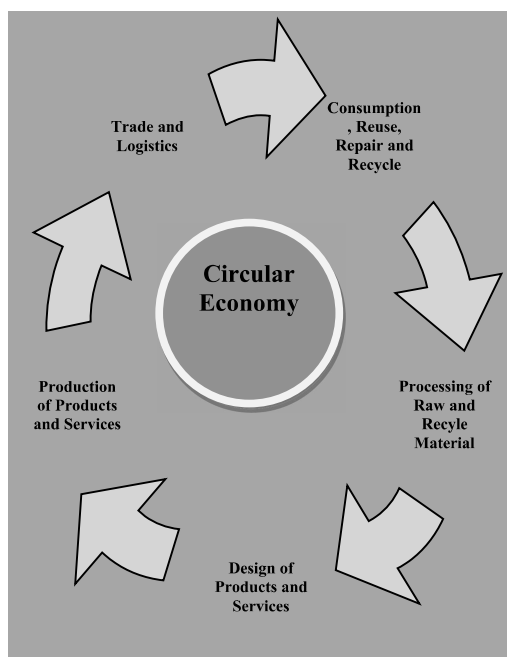 Trade and
Logistics
Consumption
, Reuse,
Repair and
Recycle
Circular
Economy
Production
of Products
and Services
Processing of
Raw and
Recyle
Material
Design of
Products and
Services